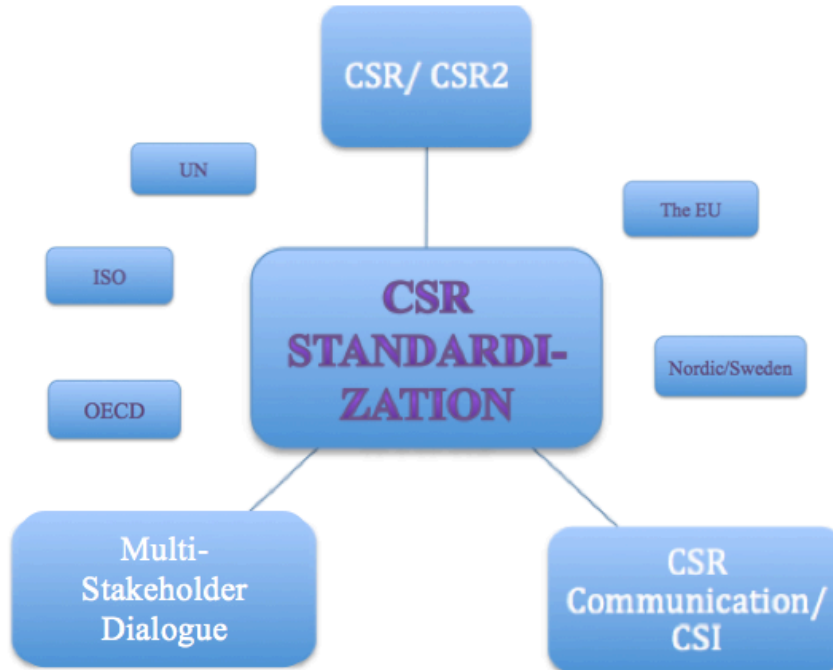 CSR/ CSR2
UN
The EU
ISO
CSR
STANDARDI-
ZATION
Nordic/Sweden
OECD
Multi-
Stakeholder
Dialogue
CSR
Communication/
CSI